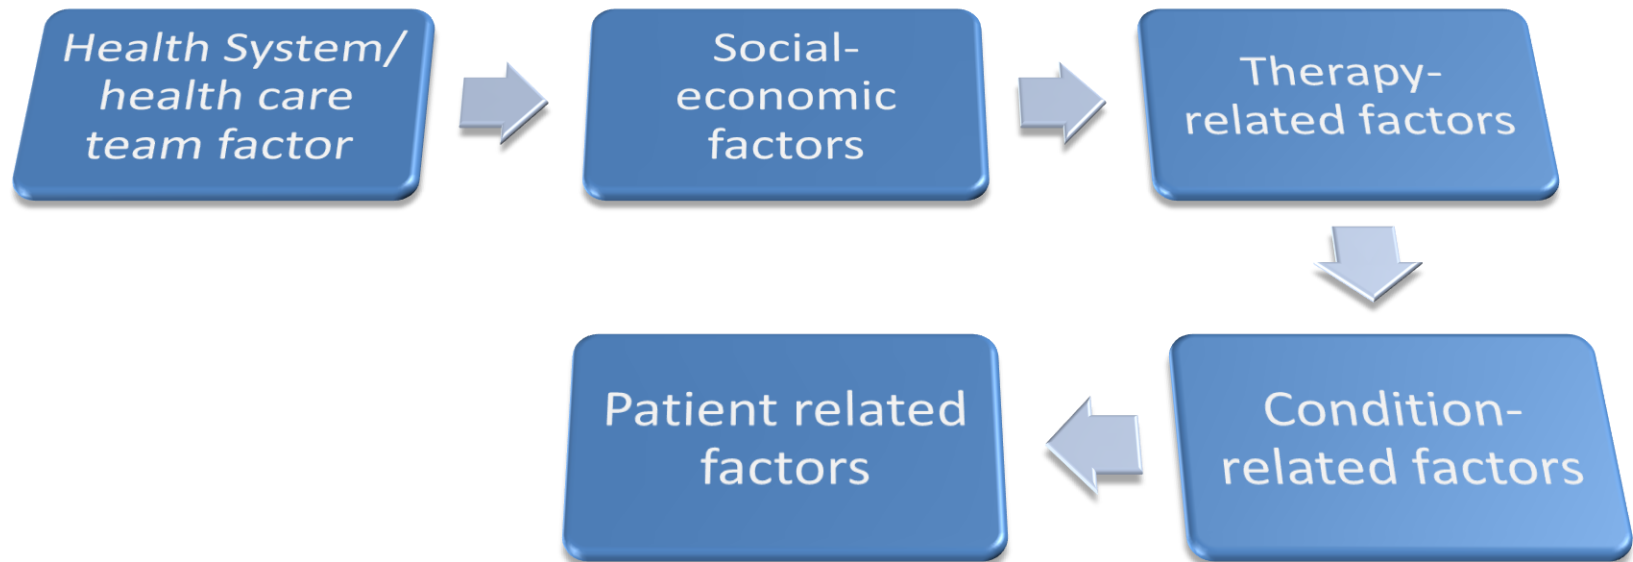 Health System/
health care
team factor
Social-
economic
factors
Therapy-
related factors
Condition-
related factors
Patient related
factors